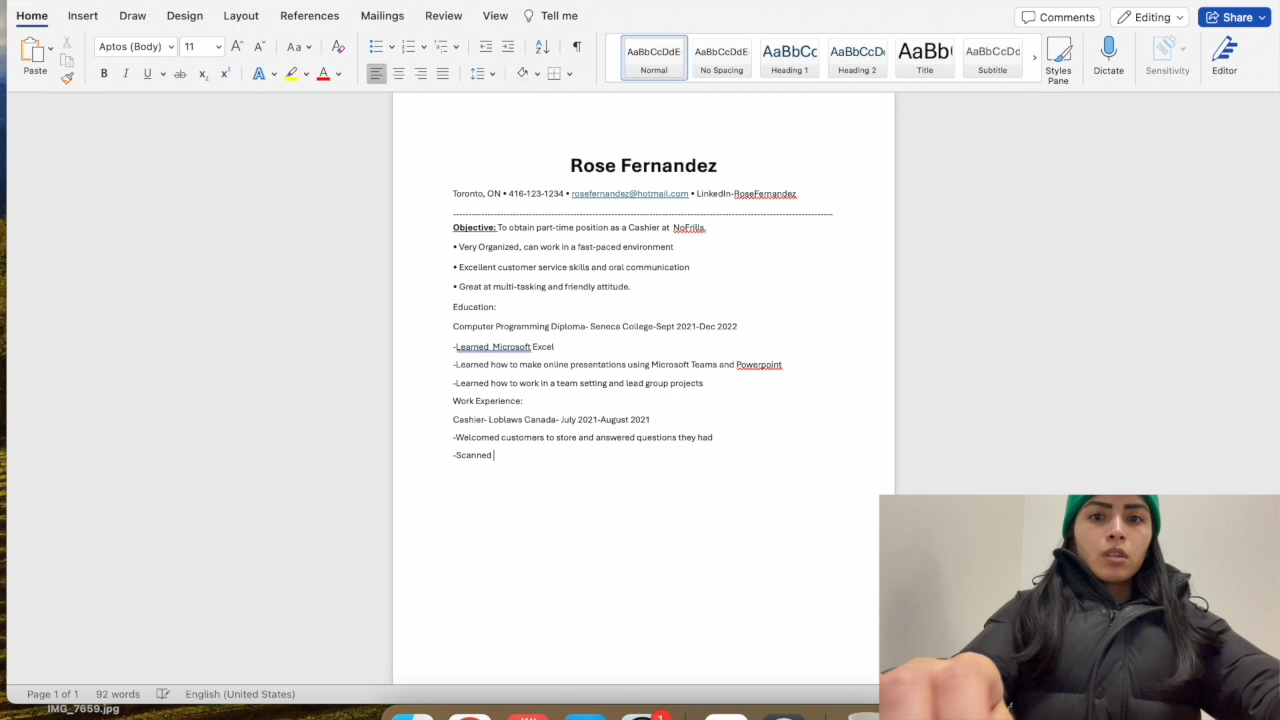 Home Insert Draw Design Layout References Mailings Review View Tell me Comments Editing Share
Paste Aptos (Body) 11 Aa AaBbCcDdE AaBbCcDdE AaBbCc AaBbCcD AaBb AaBbCcDd
Normal No Spacing Heading 1 Heading 2 Title Subtitle Styles Pane Dictate Sensitivity Editor
Rose Fernandez
Toronto, ON • 416-123-1234 • rosefernandez@hotmail.com • LinkedIn-RoseFernandez
Objective: To obtain part-time position as a Cashier at NoFrills.
• Very Organized, can work in a fast-paced environment
• Excellent customer service skills and oral communication
• Great at multi-tasking and friendly attitude.
Education:
Computer Programming Diploma- Seneca College-Sept 2021-Dec 2022
-Learned Microsoft Excel
-Learned how to make online presentations using Microsoft Teams and Powerpoint
-Learned how to work in a team setting and lead group projects
Work Experience:
Cashier- Loblaws Canada- July 2021-August 2021
-Welcomed customers to store and answered questions they had
-Scanned
Page 1 of 1 92 words English (United States)
IMG_7659.jpg